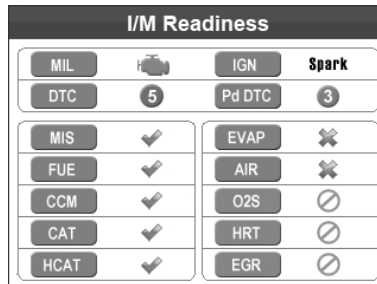 I/M Readiness
MIL IGN Spark
DTC 5 Pd DTC 3
MIS EVAP
FUE AIR
CCM O2S
CAT HRT
HCAT EGR